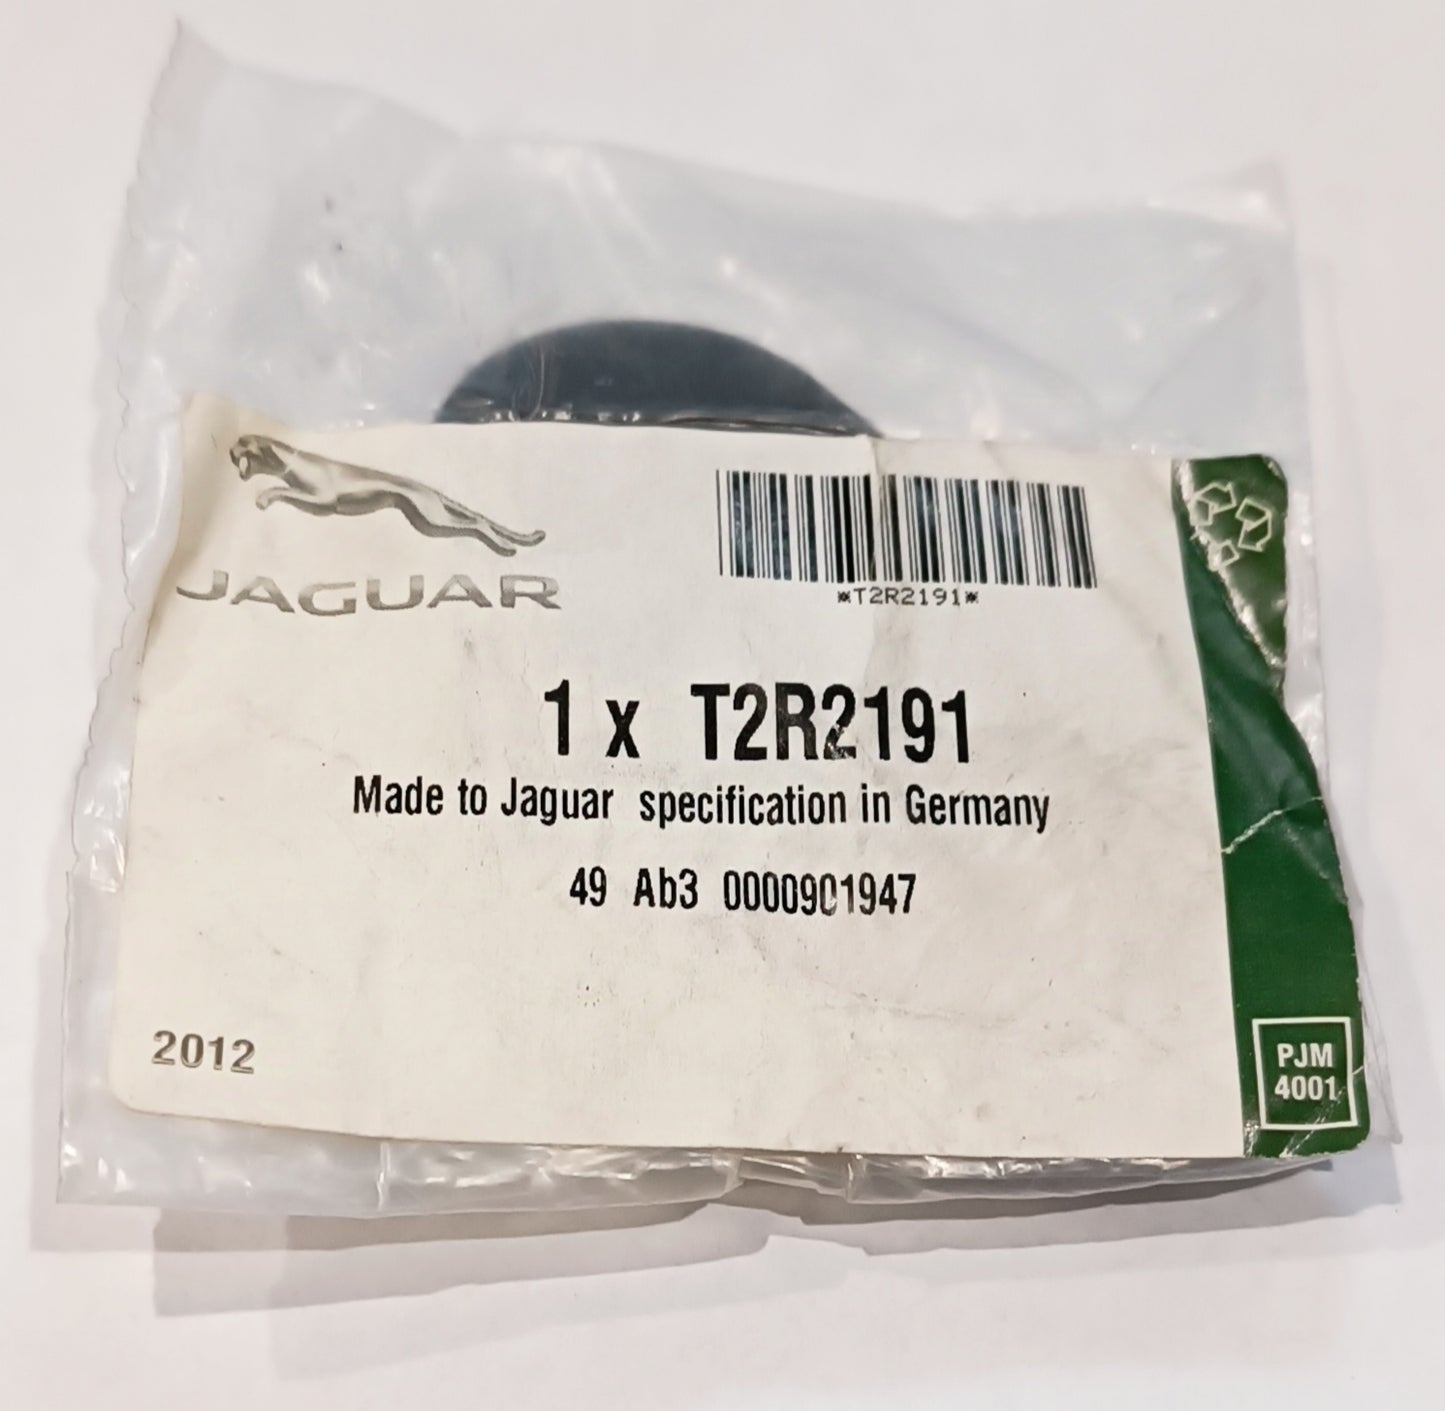 JAGUAR
*T2R2191*
1 x T2R2191
Made to Jaguar specification in Germany
49 Ab3 0000901947
2012
PJM
4001